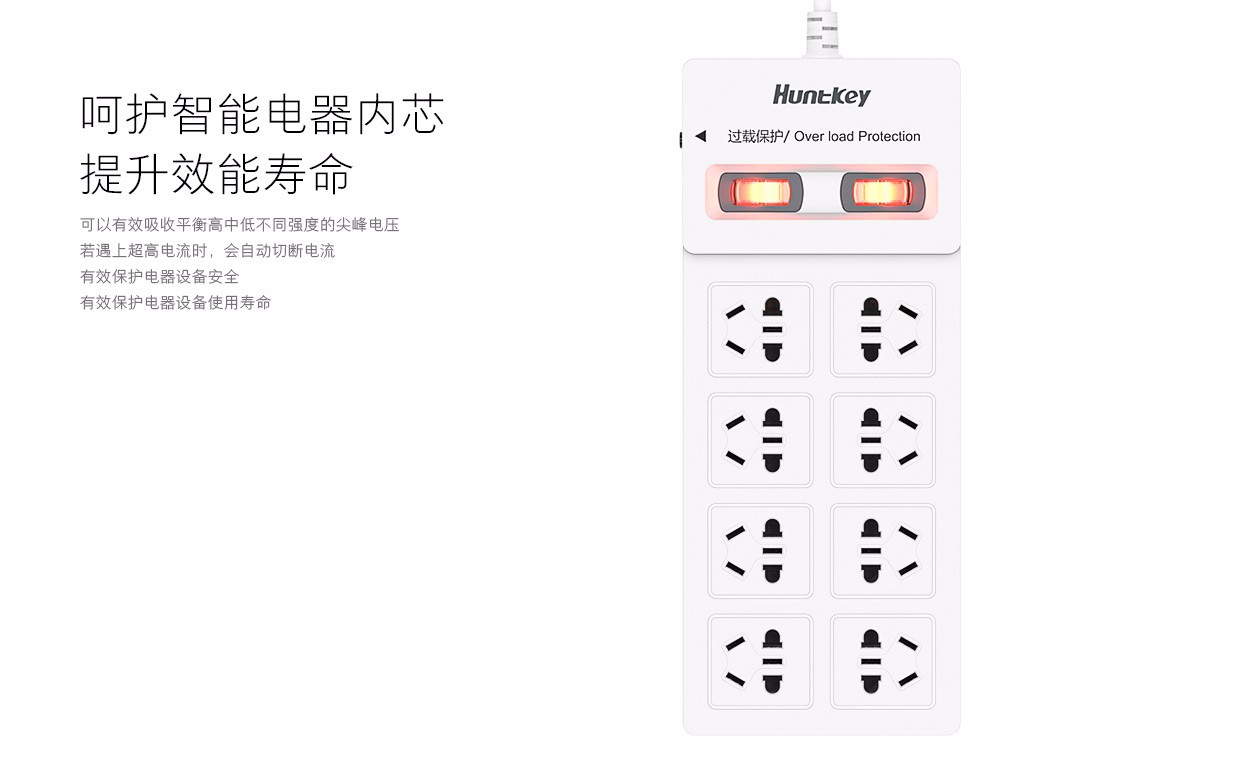 呵护智能电器内芯
提升效能寿命
可以有效吸收平衡高中低不同强度的尖峰电压
若遇上超高电流时，会自动切断电流
有效保护电器设备安全
有效保护电器设备使用寿命
Huntkey
过载保护/ Over load Protection